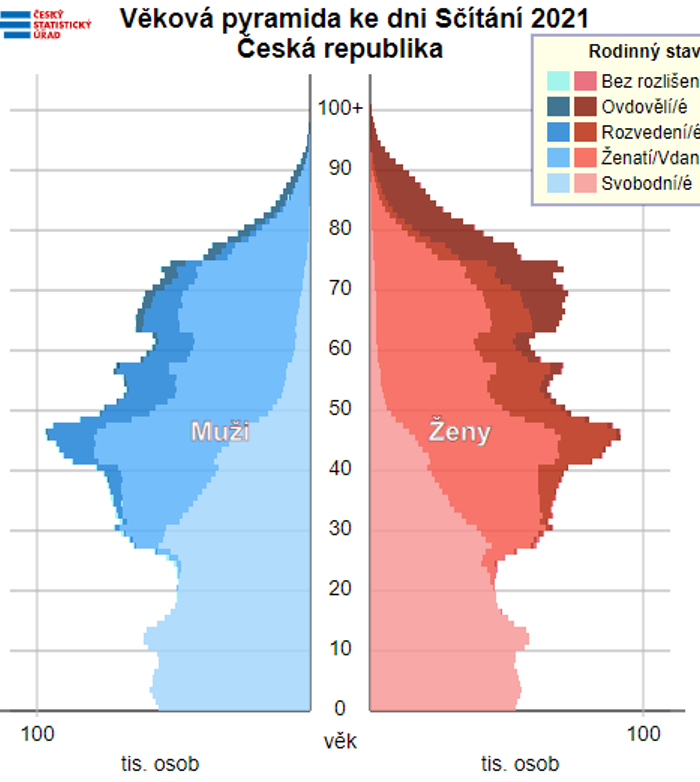 ČESKÝ
STATISTICKÝ
ÚŘAD
Věková pyramida ke dni Sčítání 2021
Česká republika
Rodinný stav
Bez rozlišen
Ovdovělí/é
Rozvedení/é
Ženatí/Vdan
Svobodní/é
100+
90
80
70
60
50
40
30
20
10
0
Muži
Ženy
100
věk
100
tis. osob
tis. osob